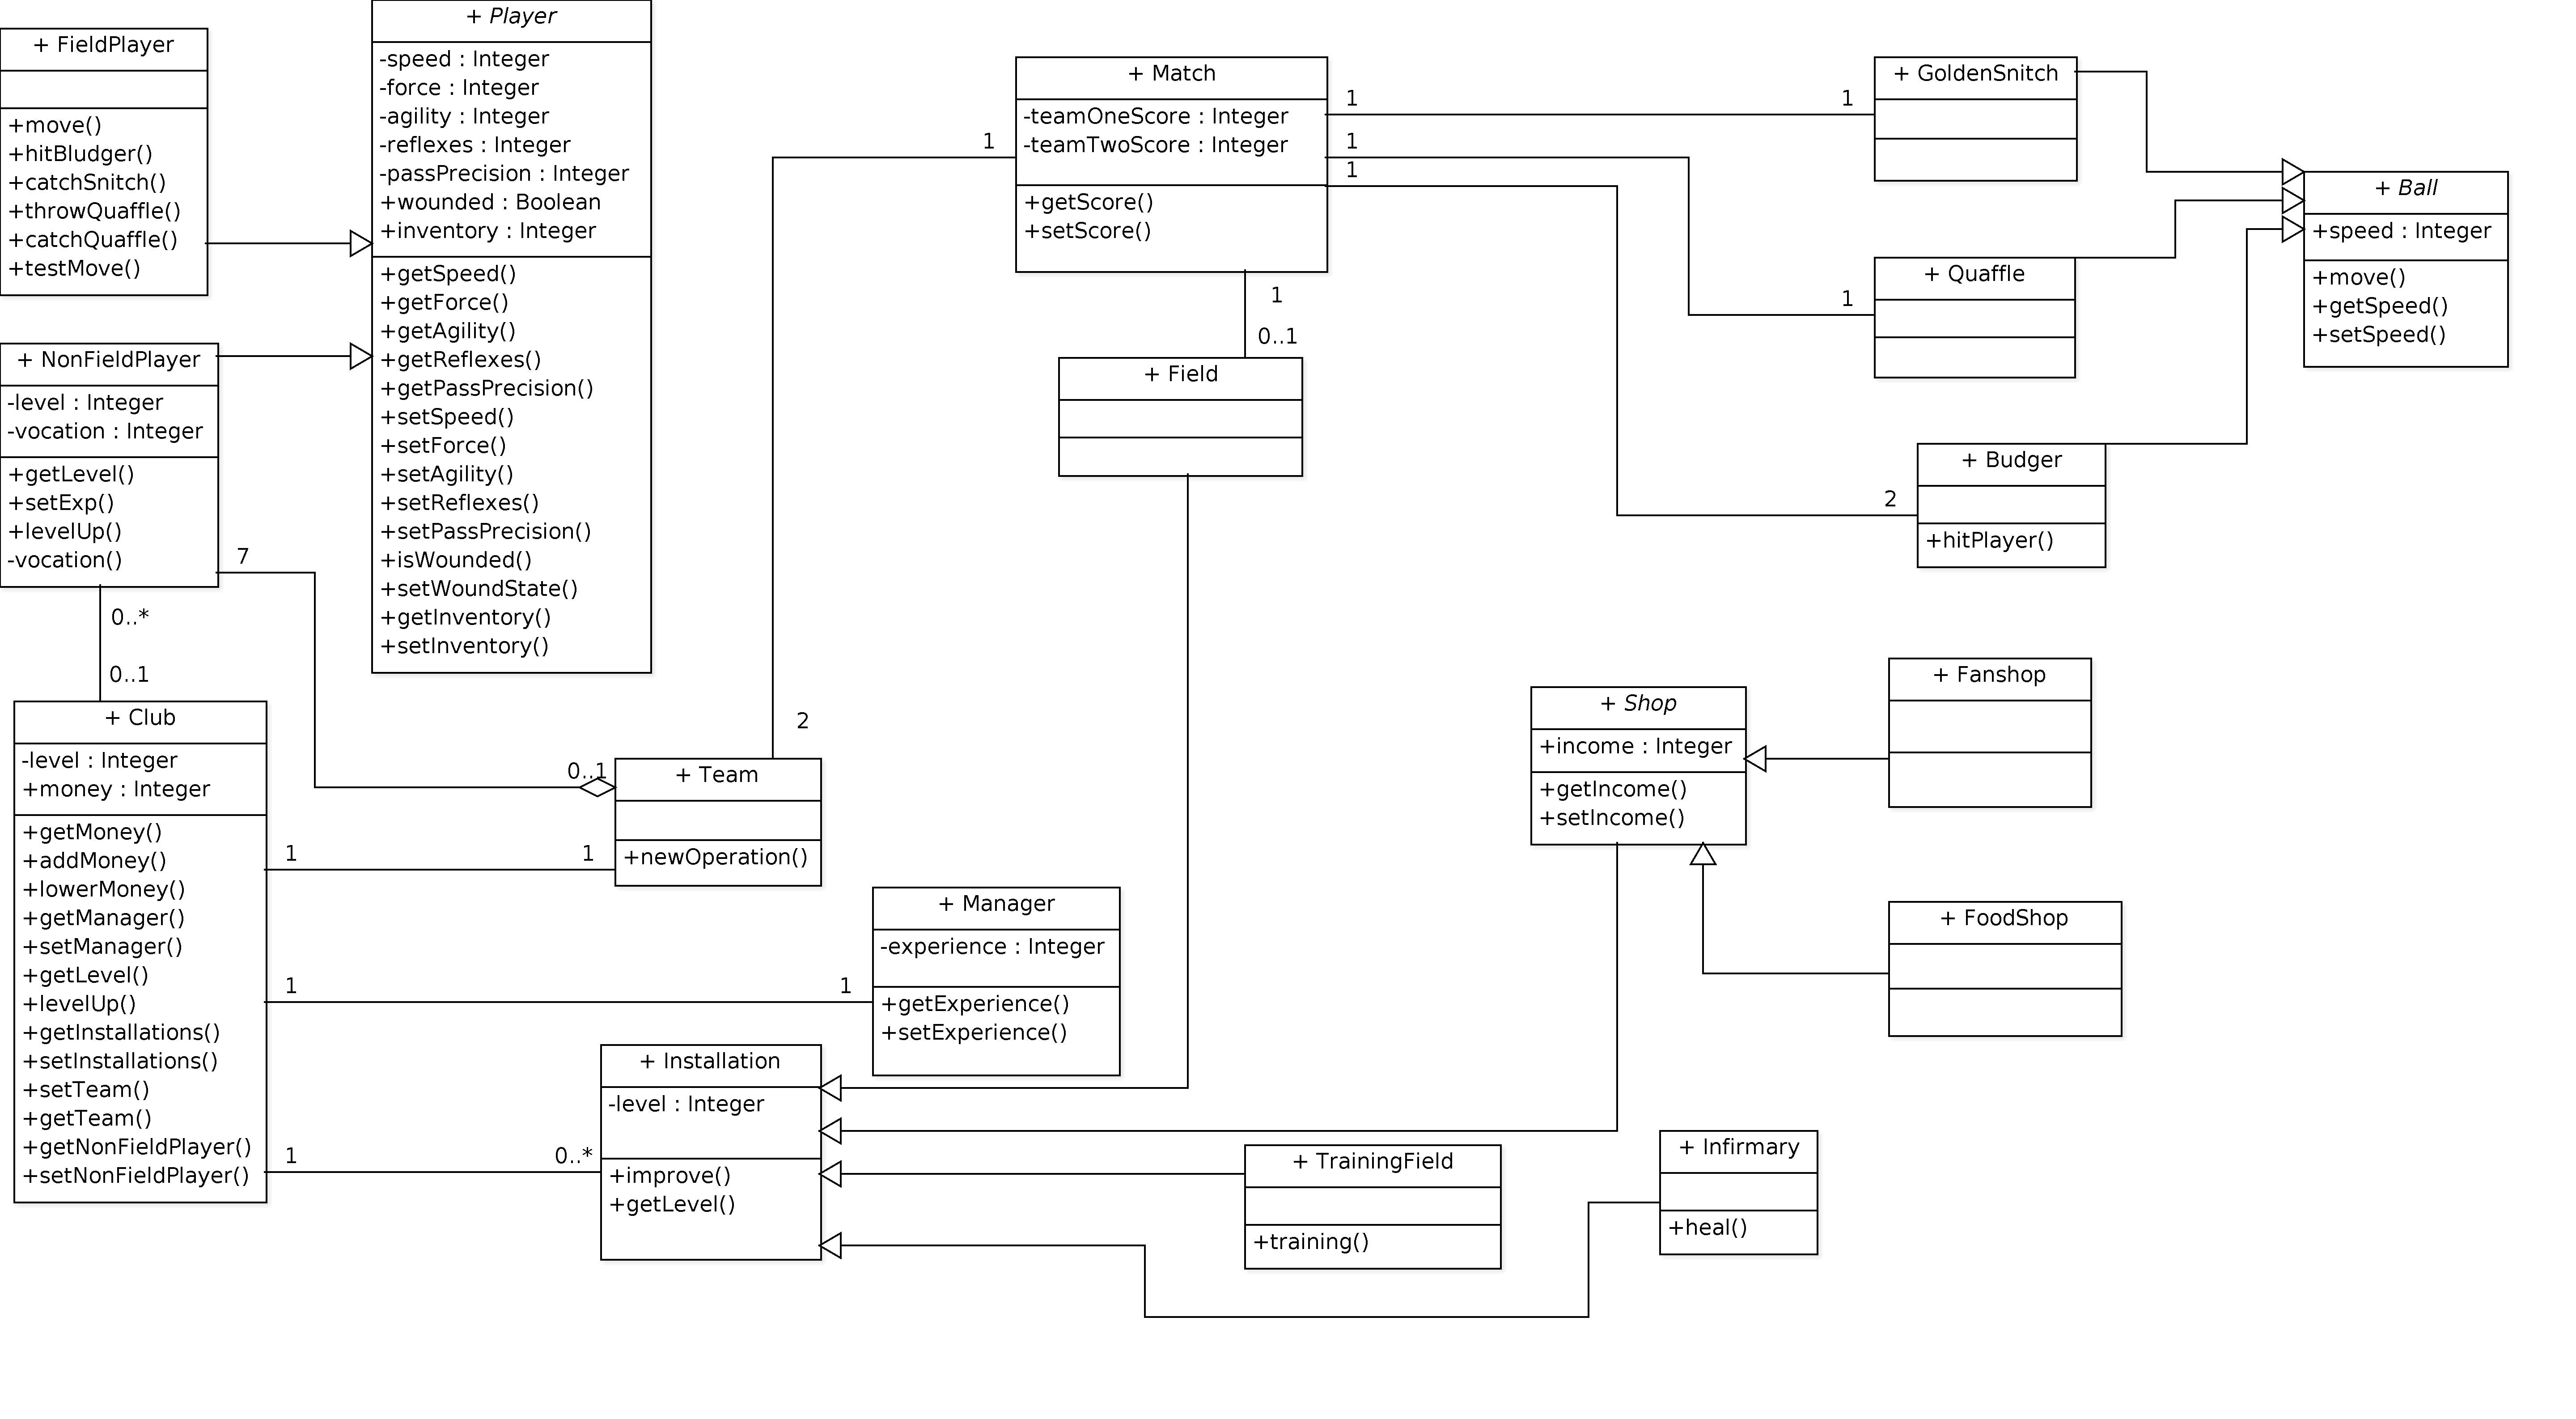 + FieldPlayer
+move()
+hitBludger()
+catchSnitch()
+throwQuaffle()
+catchQuaffle()
+testMove()
+ Player
-speed : Integer
-force : Integer
-agility : Integer
-reflexes : Integer
-passPrecision : Integer
+wounded : Boolean
+inventory : Integer
+getSpeed()
+getForce()
+getAgility()
+getReflexes()
+getPassPrecision()
+setSpeed()
+setForce()
+setAgility()
+setReflexes()
+setPassPrecision()
+isWounded()
+setWoundState()
+getInventory()
+setInventory()
+ NonFieldPlayer
-level : Integer
-vocation : Integer
+getLevel()
+setExp()
+levelUp()
-vocation()
7
0..*
0..1
+ Club
-level : Integer
+money : Integer
+getMoney()
+addMoney()
+lowerMoney()
+getManager()
+setManager()
+getLevel()
+levelUp()
+getInstallations()
+setInstallations()
+setTeam()
+getTeam()
+getNonFieldPlayer()
+setNonFieldPlayer()
1
1
1
1
1
0..*
0..1
+ Team
+newOperation()
2
1
+ Match
-teamOneScore : Integer
-teamTwoScore : Integer
+getScore()
+setScore()
1
1
1
1
0..1
+ Field
1
+ GoldenSnitch
1
+ Quaffle
2
+ Budger
+hitPlayer()
+ Ball
+speed : Integer
+move()
+getSpeed()
+setSpeed()
+ Manager
-experience : Integer
+getExperience()
+setExperience()
+ Installation
-level : Integer
+improve()
+getLevel()
+ Shop
+income : Integer
+getIncome()
+setIncome()
+ Fanshop
+ FoodShop
+ TrainingField
+training()
+ Infirmary
+heal()